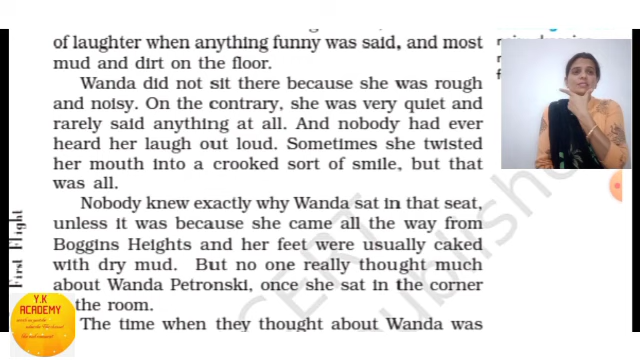 of laughter when anything funny was said, and most
mud and dirt on the floor.
Wanda did not sit there because she was rough
and noisy. On the contrary, she was very quiet and
rarely said anything at all. And nobody had ever
heard her laugh out loud. Sometimes she twisted
her mouth into a crooked sort of smile, but that
was all.
Nobody knew exactly why Wanda sat in that seat,
unless it was because she came all the way from
Boggins Heights and her feet were usually caked
with dry mud. But no one really thought much
about Wanda Petronski, once she sat in the corner
the room.
The time when they thought about Wanda was
First Flight
Y.K
ACADEMY